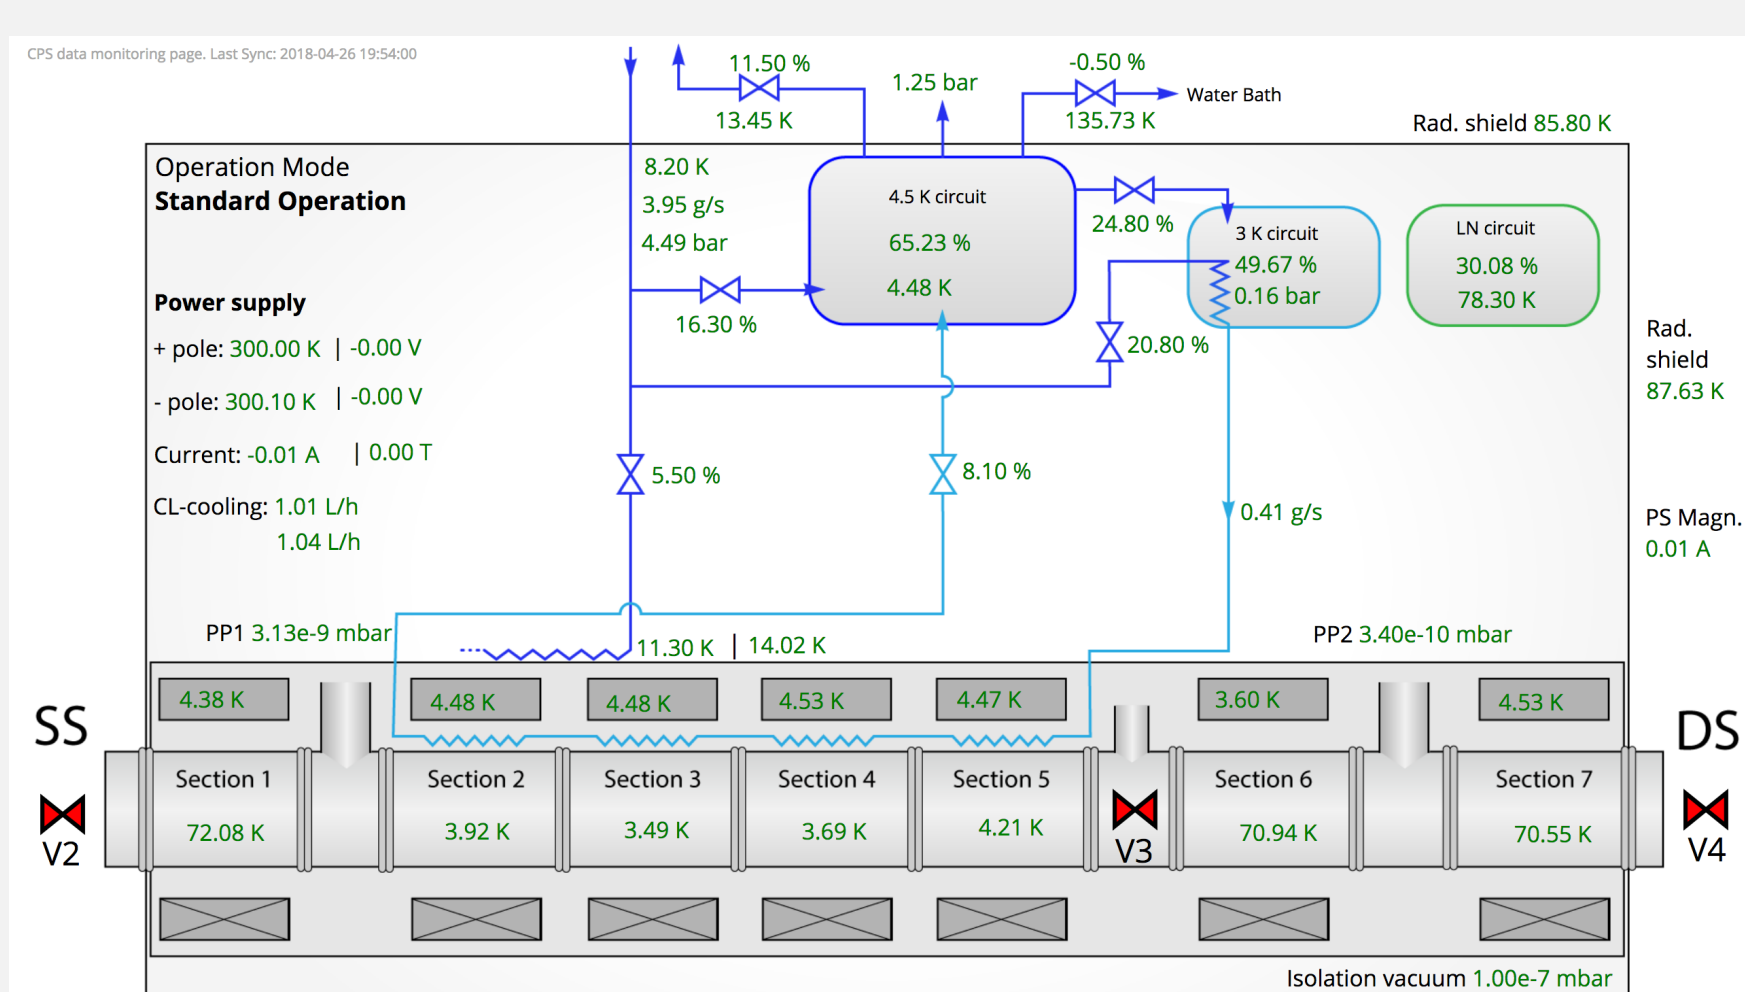 CPS data monitoring page. Last Sync: 2018-04-26 19:54:00
11.50 %
13.45 K
1.25 bar
-0.50 %
135.73 K
Water Bath
Rad. shield 85.80 K
Operation Mode
Standard Operation
8.20 K
3.95 g/s
4.49 bar
16.30 %
4.5 K circuit
65.23 %
4.48 K
24.80 %
3 K circuit
49.67 %
0.16 bar
20.80 %
LN circuit
30.08 %
78.30 K
Power supply
+ pole: 300.00 K | -0.00 V
- pole: 300.10 K | -0.00 V
Current: -0.01 A | 0.00 T
CL-cooling: 1.01 L/h
1.04 L/h
5.50 %
8.10 %
0.41 g/s
Rad.
shield
87.63 K
PS Magn.
0.01 A
PP1 3.13e-9 mbar
11.30 K | 14.02 K
PP2 3.40e-10 mbar
4.38 K
4.48 K
4.48 K
4.53 K
4.47 K
3.60 K
4.53 K
SS
DS
Section 1
72.08 K
Section 2
3.92 K
Section 3
3.49 K
Section 4
3.69 K
Section 5
4.21 K
Section 6
70.94 K
Section 7
70.55 K
V2
V3
V4
Isolation vacuum 1.00e-7 mbar